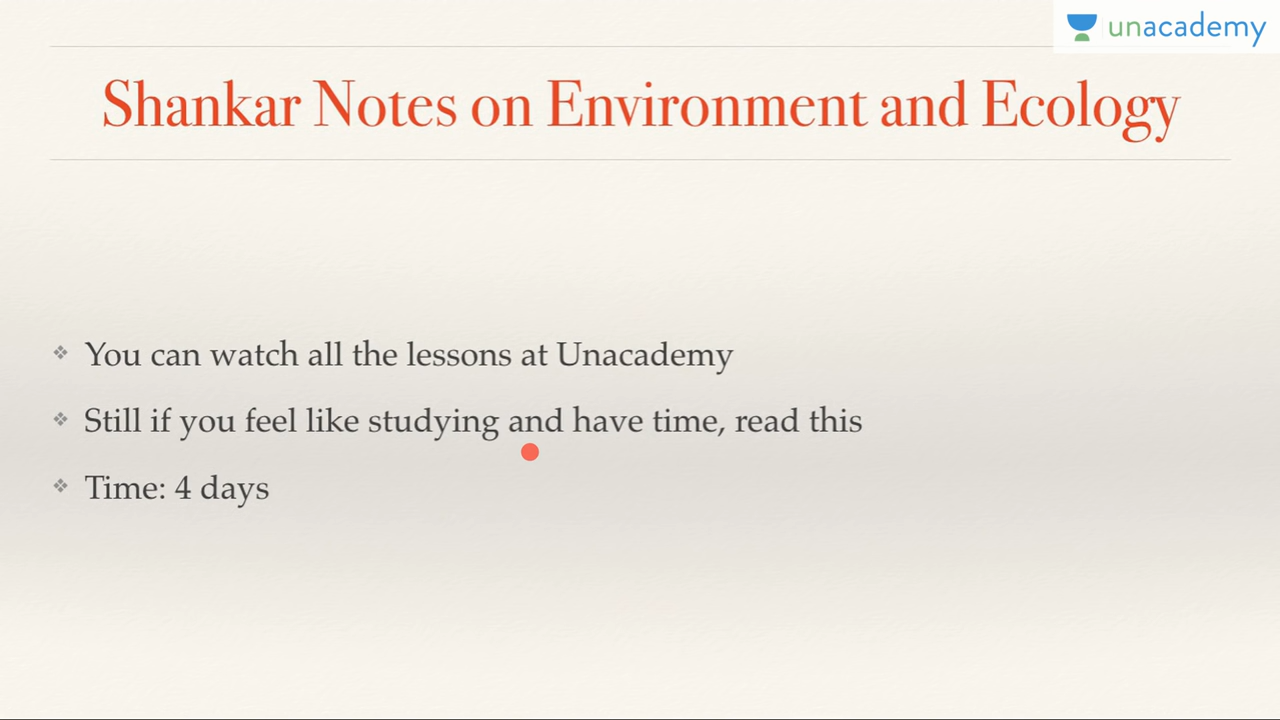 unacademy
Shankar Notes on Environment and Ecology
You can watch all the lessons at Unacademy
Still if you feel like studying and have time, read this
Time: 4 days